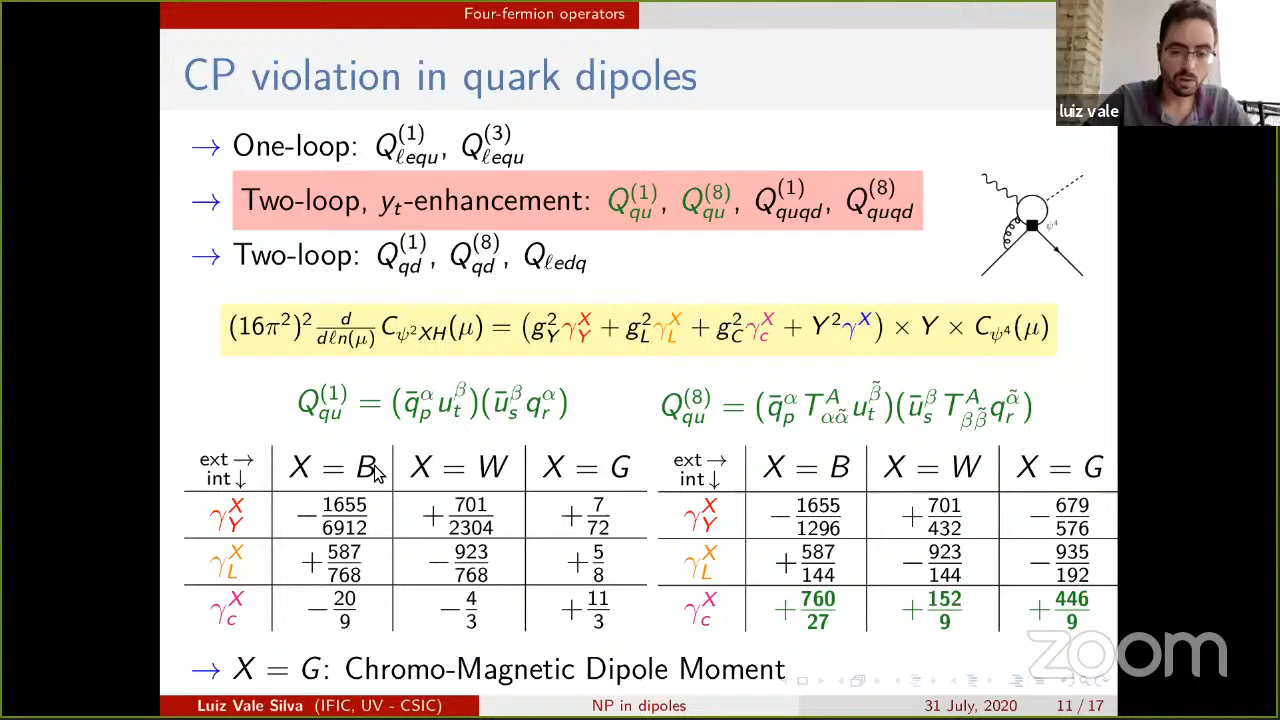 Four-fermion operators
CP violation in quark dipoles
luiz vale
→ One-loop: Q_{ℓequ}^{(1)}, Q_{ℓequ}^{(3)}
→ Two-loop, y_t-enhancement: Q_{qu}^{(1)}, Q_{qu}^{(8)}, Q_{quqd}^{(1)}, Q_{quqd}^{(8)}
→ Two-loop: Q_{qd}^{(1)}, Q_{qd}^{(8)}, Q_{ℓedq}
ψ⁴
(16π²)² d/dℓn(μ) C_{ψ²XH}(μ) = (g_Y² γ_Y^X + g_L² γ_L^X + g_C² γ_c^X + Y² γ^X) × Y × C_{ψ⁴}(μ)
Q_{qu}^{(1)} = (q̄_p^α u_t^β)(ū_s^β q_r^α)
Q_{qu}^{(8)} = (q̄_p^α T^A_{αα̃} u_t^{β̃})(ū_s^β T^A_{ββ̃} q_r^{α̃})
ext → int ↓ X = B X = W X = G
γ_Y^X −1655/6912 +701/2304 +7/72
γ_L^X +587/768 −923/768 +5/8
γ_c^X −20/9 −4/3 +11/3
ext → int ↓ X = B X = W X = G
γ_Y^X −1655/1296 +701/432 −679/576
γ_L^X +587/144 −923/144 −935/192
γ_c^X +760/27 +152/9 +446/9
→ X = G: Chromo-Magnetic Dipole Moment
zoom
Luiz Vale Silva (IFIC, UV - CSIC) NP in dipoles 31 July, 2020 11 / 17